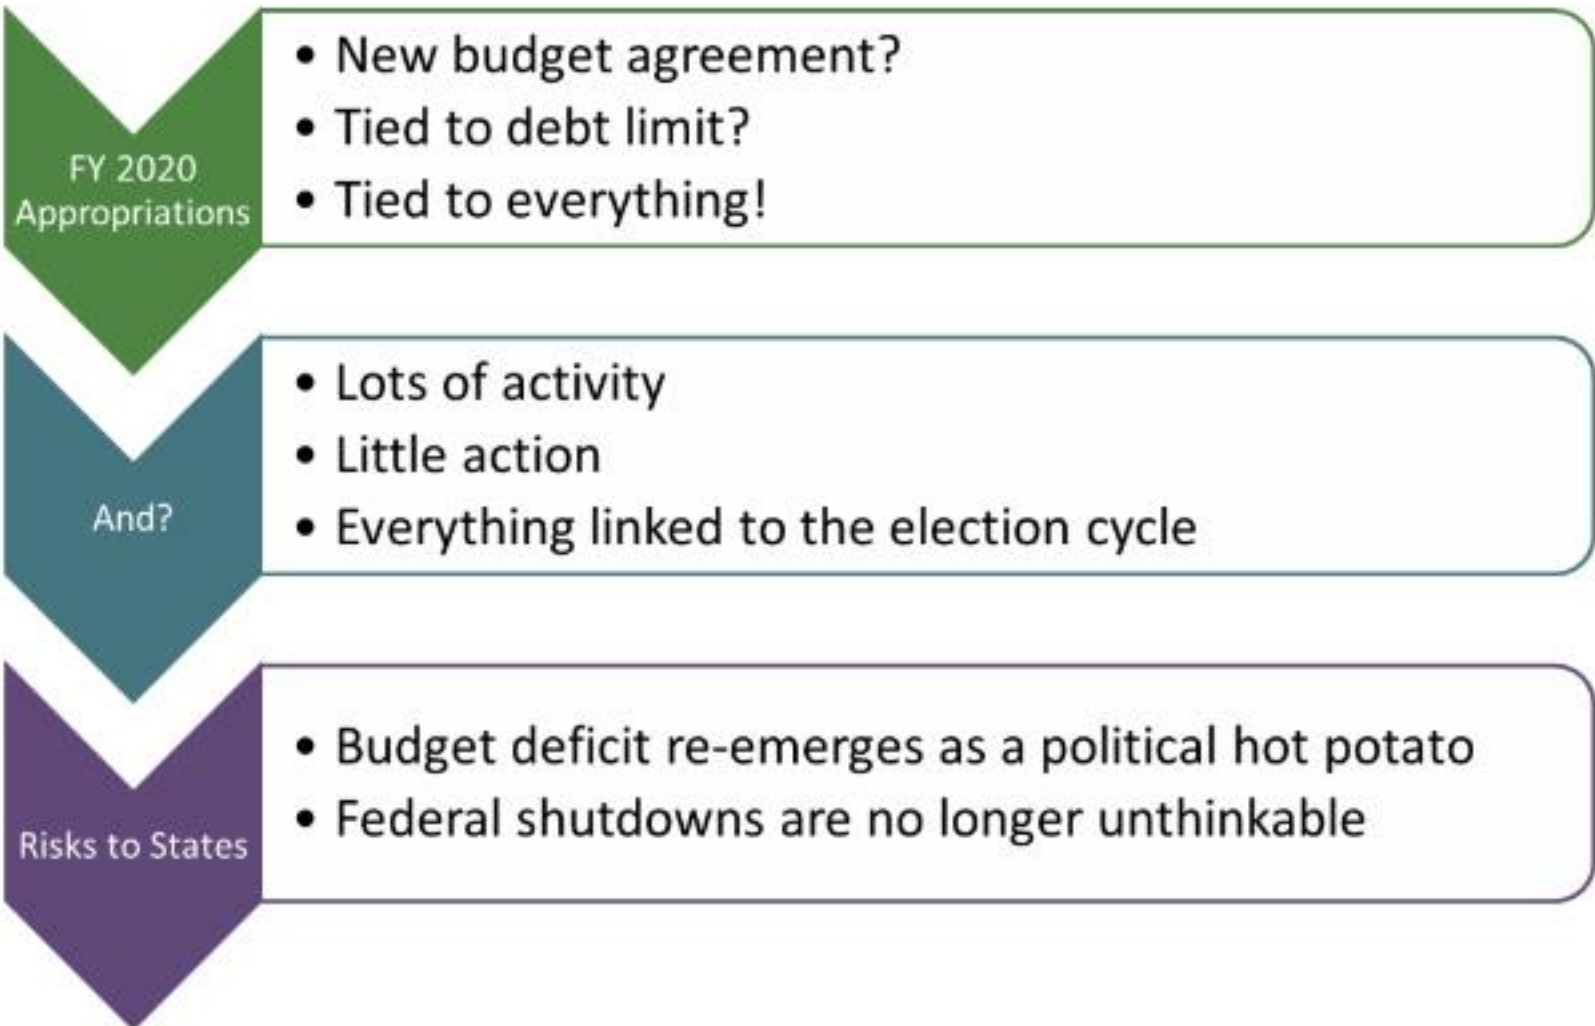 FY 2020
Appropriations
• New budget agreement?
• Tied to debt limit?
• Tied to everything!
And?
• Lots of activity
• Little action
• Everything linked to the election cycle
Risks to States
• Budget deficit re-emerges as a political hot potato
• Federal shutdowns are no longer unthinkable